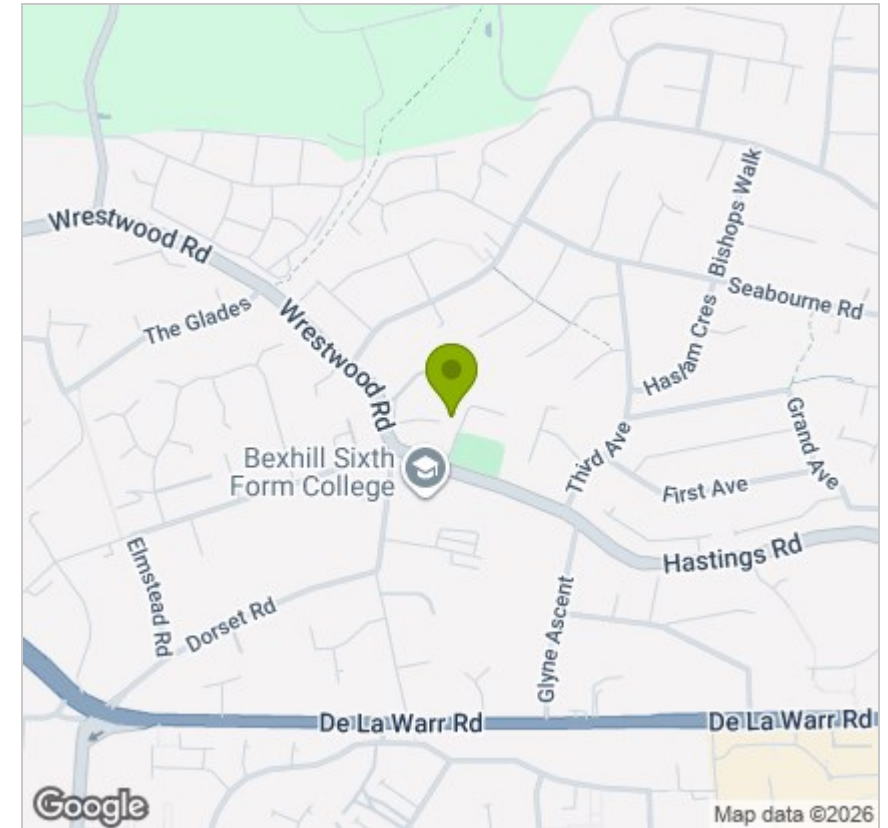 Wrestwood Rd
Bishops Walk
Seabourne Rd
The Glades
Wrestwood Rd
Haslam Cres
Grand Ave
Third Ave
Bexhill Sixth
Form College
First Ave
Elmstead Rd
Hastings Rd
Dorset Rd
Glyne Ascent
De La Warr Rd
De La Warr Rd
Google
Map data ©2026